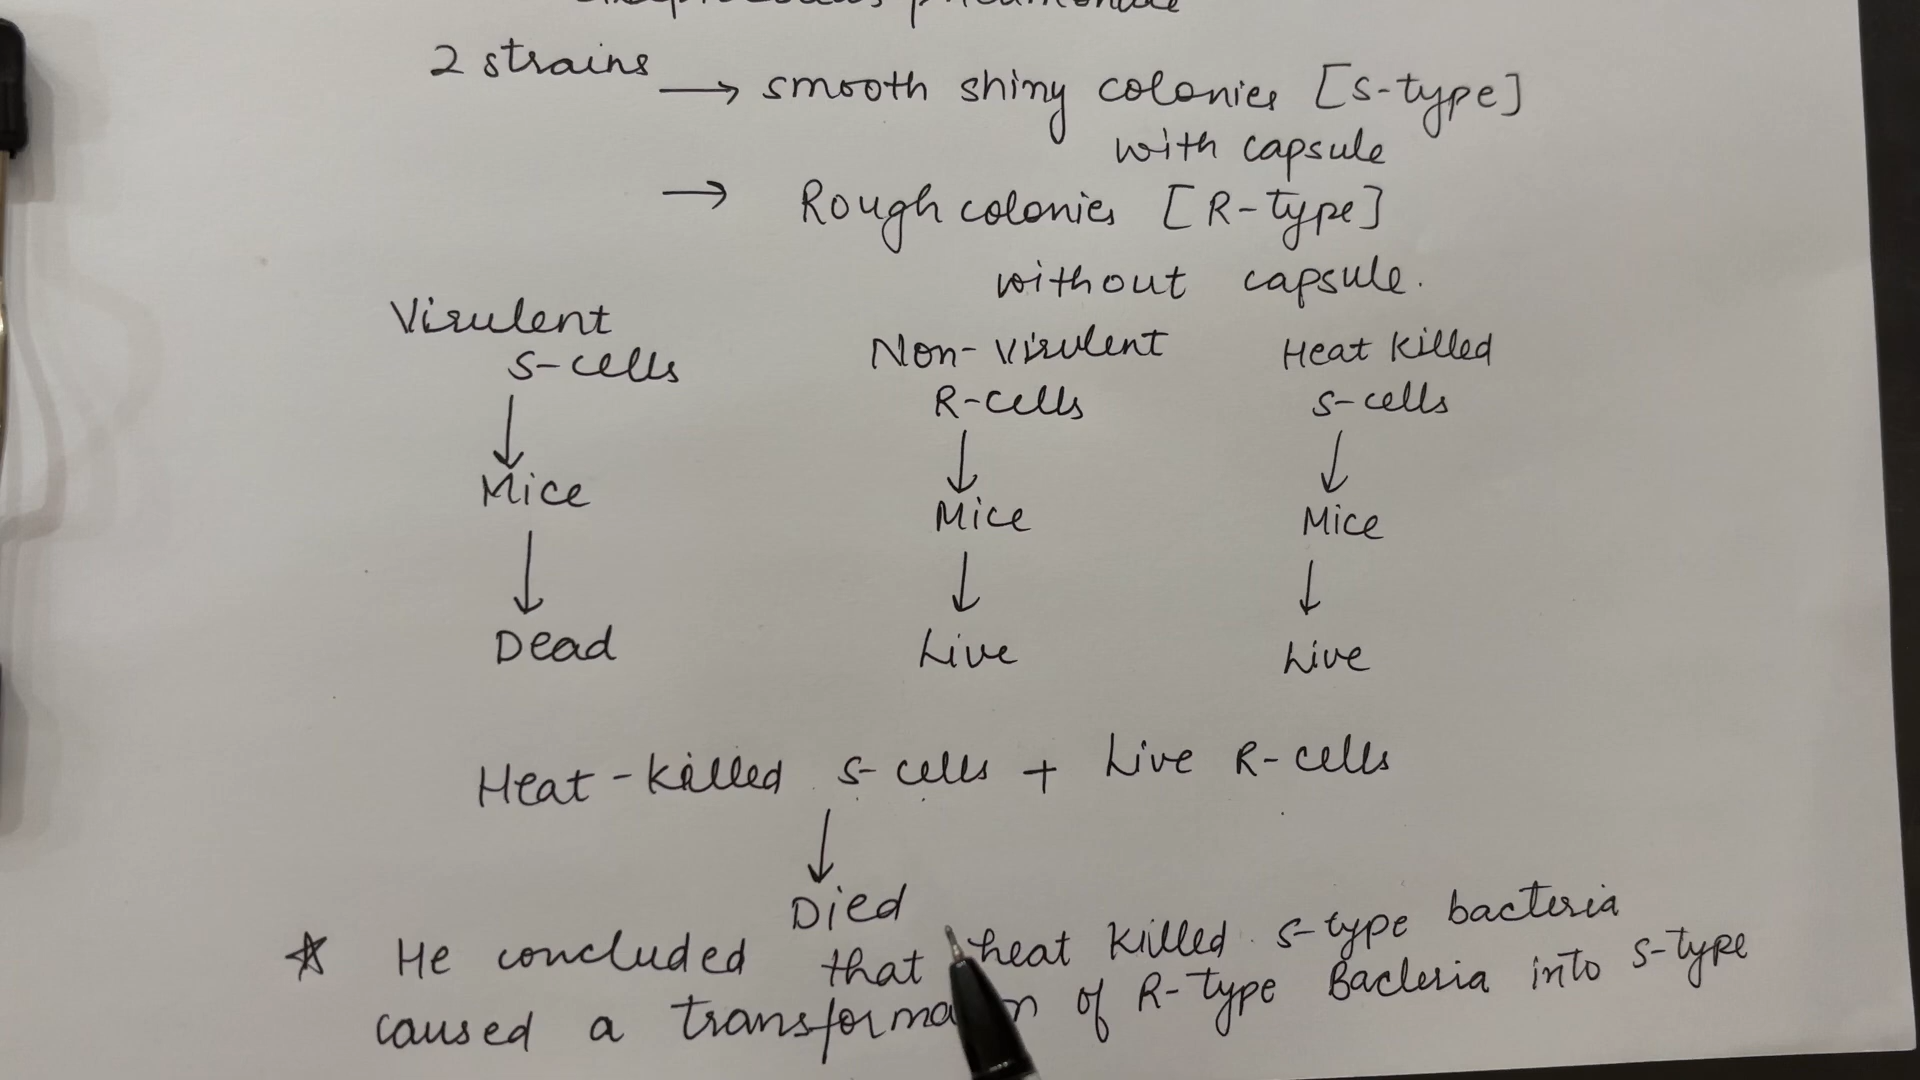 2 strains → smooth shiny colonies [S-type]
with capsule
→ Rough colonies [R-type]
without capsule.
Virulent
S-cells
↓
Mice
↓
Dead
Non-virulent
R-cells
↓
Mice
↓
Live
Heat killed
S-cells
↓
Mice
↓
Live
Heat-killed S-cells + Live R-cells
↓
Died
* He concluded that heat killed S-type bacteria
caused a of R-type Bacteria into S-type